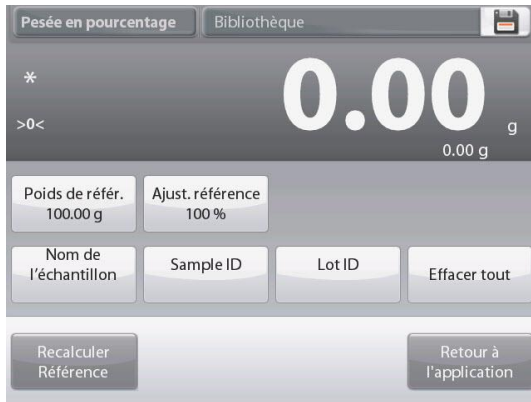 Pesée en pourcentage
Bibliothèque
*
>0<
0.00 g
0.00 g
Poids de référ.
100.00 g
Ajust. référence
100 %
Nom de
l'échantillon
Sample ID
Lot ID
Effacer tout
Recalculer
Référence
Retour à
l'application